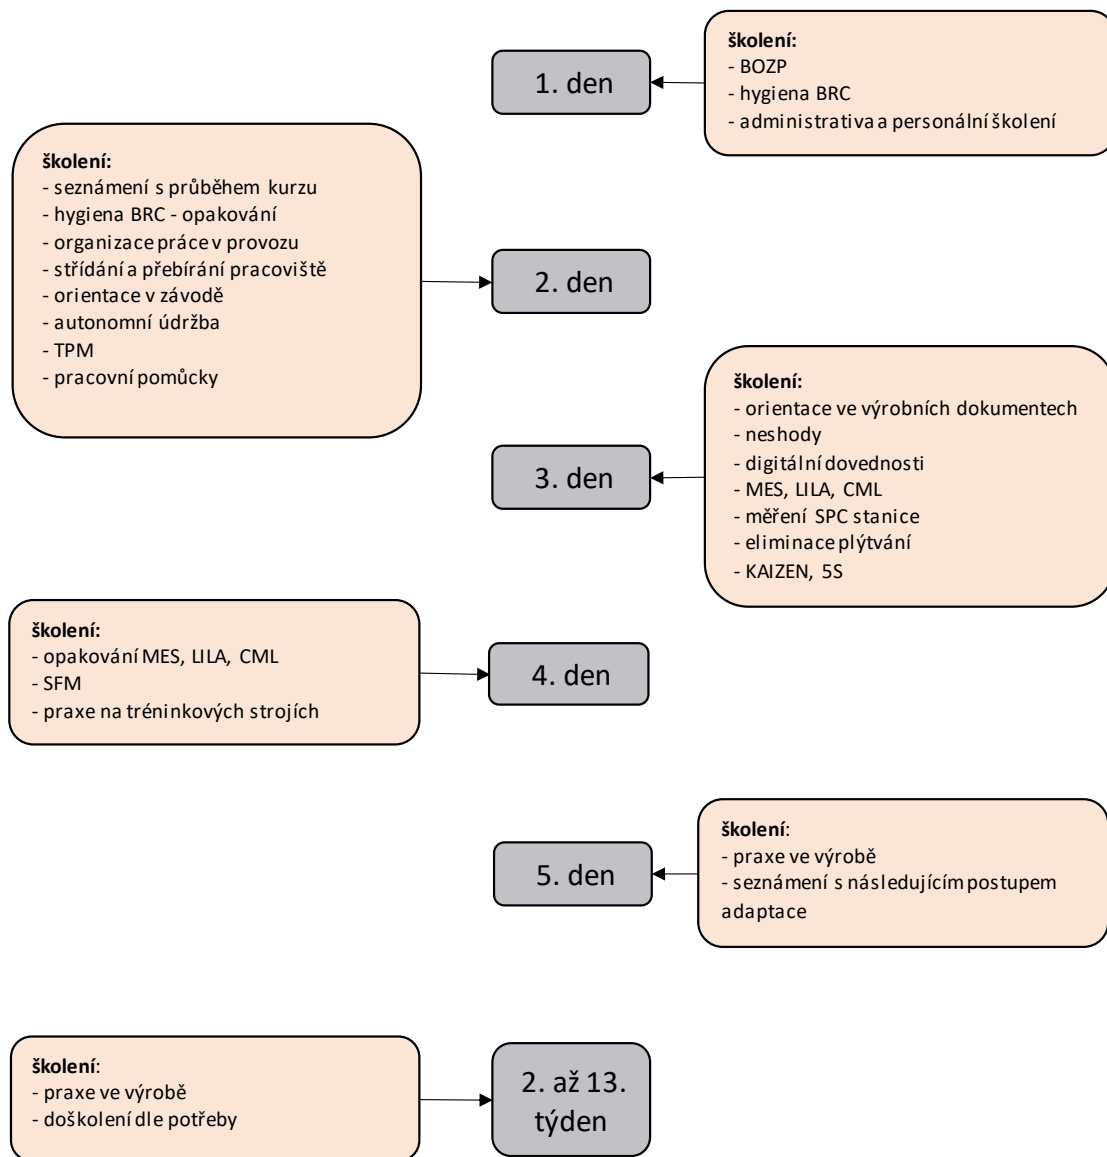 1. den
školení:
- BOZP
- hygiena BRC
- administrativa a personální školení
školení:
- seznámení s průběhem kurzu
- hygiena BRC - opakování
- organizace práce v provozu
- střídání a přebírání pracoviště
- orientace v závodě
- autonomní údržba
- TPM
- pracovní pomůcky
2. den
3. den
školení:
- orientace ve výrobních dokumentech
- neshody
- digitální dovednosti
- MES, LILA, CML
- měření SPC stanice
- eliminace plýtvání
- KAIZEN, 5S
školení:
- opakování MES, LILA, CML
- SFM
- praxe na tréninkových strojích
4. den
5. den
školení:
- praxe ve výrobě
- seznámení s následujícím postupem
adaptace
školení:
- praxe ve výrobě
- doškolení dle potřeby
2. až 13.
týden